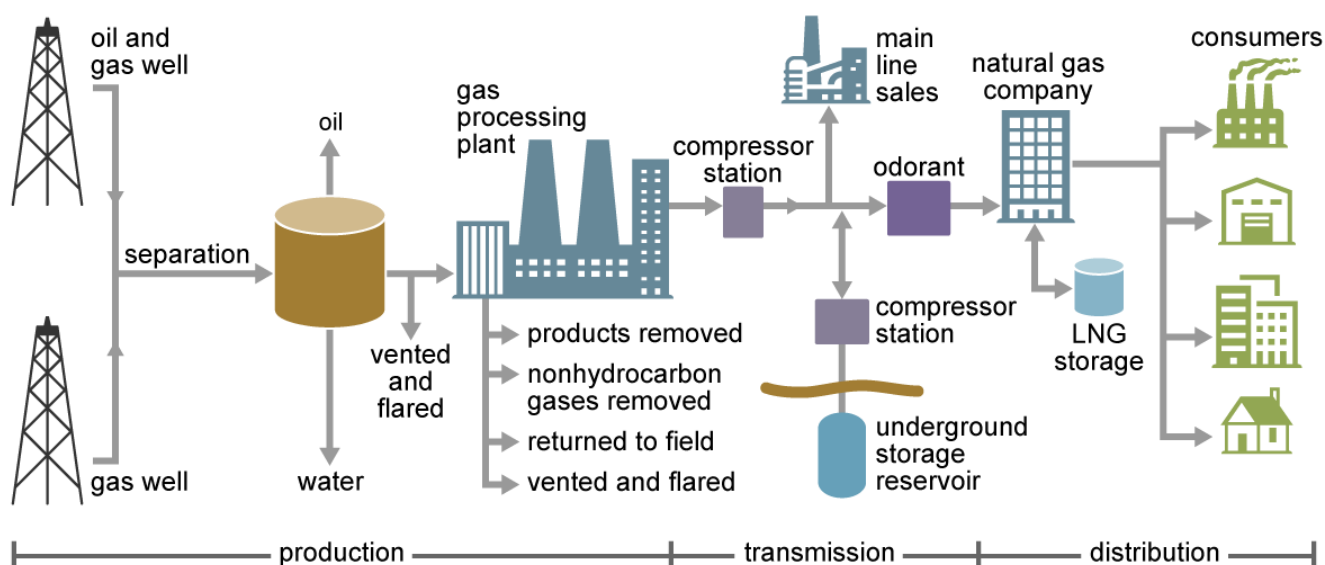 oil and
gas well
oil
separation
gas well
water
vented
and
flared
gas
processing
plant
products removed
nonhydrocarbon
gases removed
returned to field
vented and flared
compressor
station
main
line
sales
odorant
compressor
station
underground
storage
reservoir
natural gas
company
LNG
storage
consumers
production
transmission
distribution